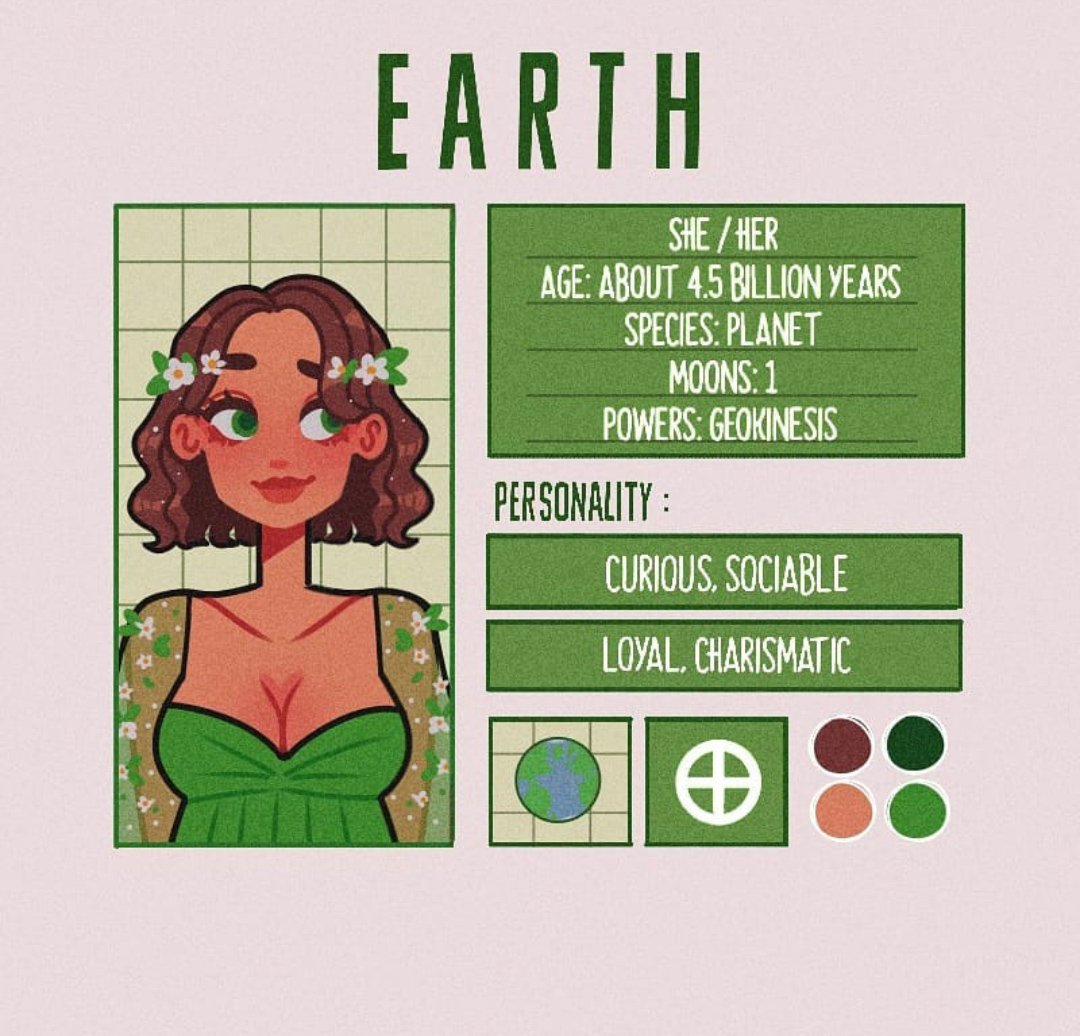 EARTH
SHE / HER
AGE: ABOUT 4.5 BILLION YEARS
SPECIES: PLANET
MOONS: 1
POWERS: GEOKINESIS
PERSONALITY :
CURIOUS, SOCIABLE
LOYAL, CHARISMATIC